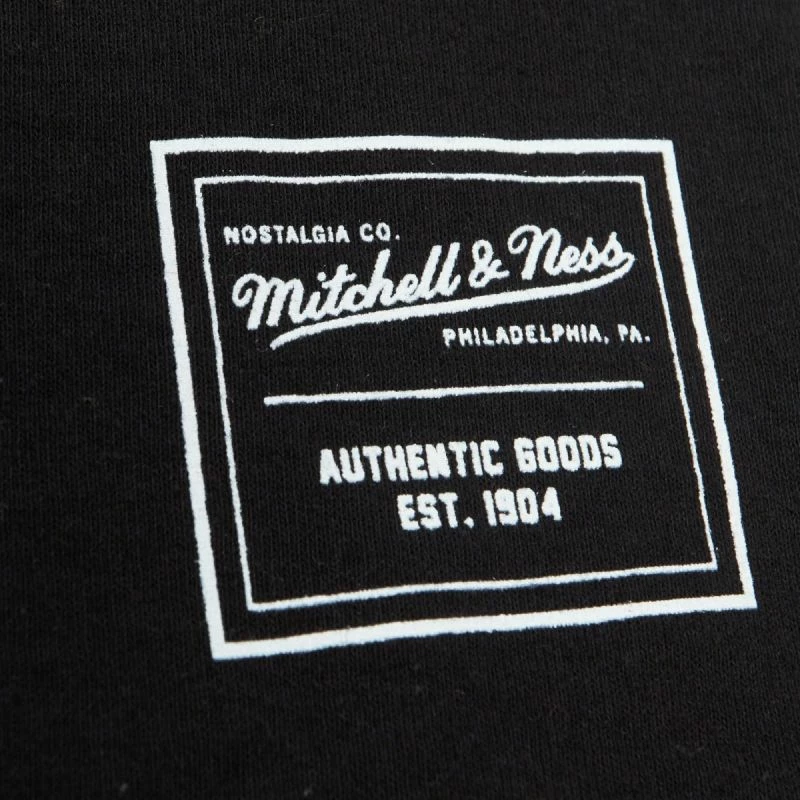 NOSTALGIA CO.
Mitchell & Ness
PHILADELPHIA, PA.
AUTHENTIC GOODS
EST. 1904